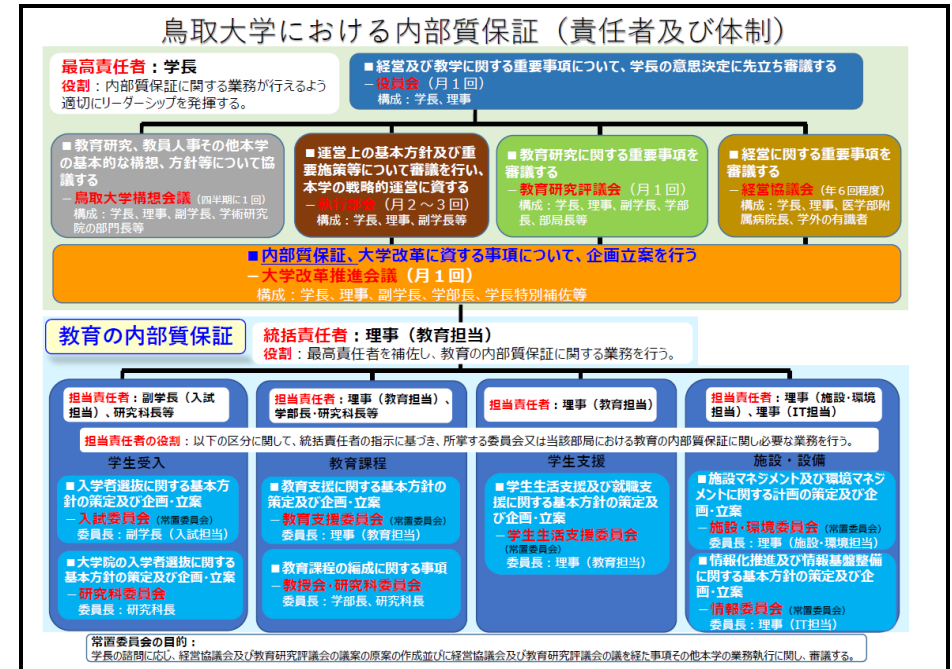 鳥取大学における内部質保証（責任者及び体制）
最高責任者：学長
役割：内部質保証に関する業務が行えるよう
適切にリーダーシップを発揮する。
■経営及び教学に関する重要事項について、学長の意思決定に先立ち審議する
－役員会（月１回）
構成：学長、理事
■教育研究、教員人事その他本学
の基本的な構想、方針等について協
議する
－鳥取大学構想会議（四半期に１回）
構成：学長、理事、副学長、学術研究
院の部門長等
■運営上の基本方針及び重
要施策等について審議を行い、
本学の戦略的運営に資する
－執行部会（月２～３回）
構成：学長、理事、副学長等
■教育研究に関する重要事項を
審議する
－教育研究評議会（月１回）
構成：学長、理事、副学長、学部
長、部局長等
■経営に関する重要事項を
審議する
－経営協議会（年６回程度）
構成：学長、理事、医学部附
属病院長、学外の有識者
■内部質保証、大学改革に資する事項について、企画立案を行う
－大学改革推進会議（月１回）
構成：学長、理事、副学長、学部長、学長特別補佐等
教育の内部質保証
統括責任者：理事（教育担当）
役割：最高責任者を補佐し、教育の内部質保証に関する業務を行う。
担当責任者：副学長（入試
担当）、研究科長等
担当責任者：理事（教育担当）、
学部長・研究科長等
担当責任者：理事（教育担当）
担当責任者：理事（施設・環境
担当）、理事（IT担当）
担当責任者の役割：以下の区分に関して、統括責任者の指示に基づき、所掌する委員会又は当該部局における教育の内部質保証に関し必要な業務を行う。
学生受入
■入学者選抜に関する基本方
針の策定及び企画・立案
－入試委員会（常置委員会）
委員長：副学長（入試担当）
■大学院の入学者選抜に関する
基本方針の策定及び企画・立案
－研究科委員会
委員長：研究科長
教育課程
■教育支援に関する基本方針の
策定及び企画・立案
－教育支援委員会（常置委員会）
委員長：理事（教育担当）
■教育課程の編成に関する事項
－教授会・研究科委員会
委員長：学部長、研究科長
学生支援
■学生生活支援及び就職支
援に関する基本方針の策定及
び企画・立案
－学生生活支援委員会
（常置委員会）
委員長：理事（教育担当）
施設・設備
■施設マネジメント及び環境マネジ
メントに関する計画の策定及び企
画・立案
－施設・環境委員会（常置委員会）
委員長：理事（施設・環境担当）
■情報化推進及び情報基盤整備
に関する基本方針の策定及び企
画・立案
－情報委員会（常置委員会）
委員長：理事（IT担当）
常置委員会の目的：
学長の諮問に応じ、経営協議会及び教育研究評議会の議案の原案の作成並びに経営協議会及び教育研究評議会の議を経た事項その他本学の業務執行に関し、審議する。